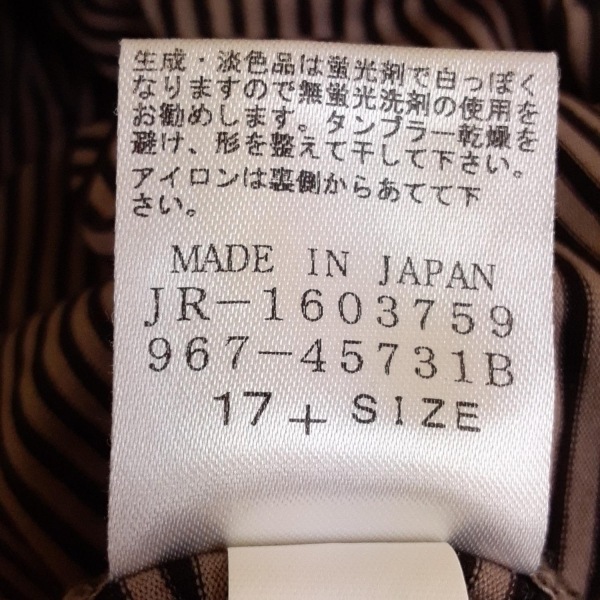 生成・淡色品は蛍光剤で白っぽく
なりますので無蛍光洗剤の使用を
お勧めします。タンブラー乾燥を
避け、形を整えて干して下さい。
アイロンは裏側からあてて下
さい。
MADE IN JAPAN
JR-1603759
967-45731B
17+ SIZE